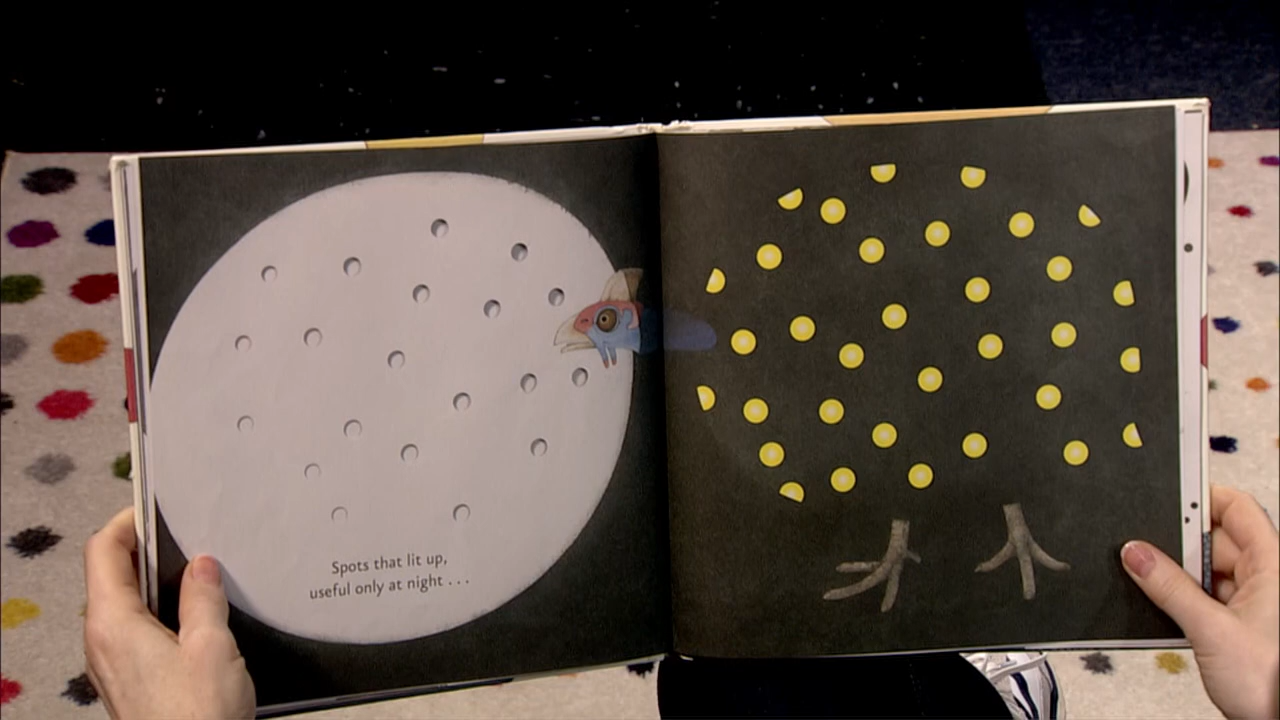 Spots that lit up,
useful only at night . . .